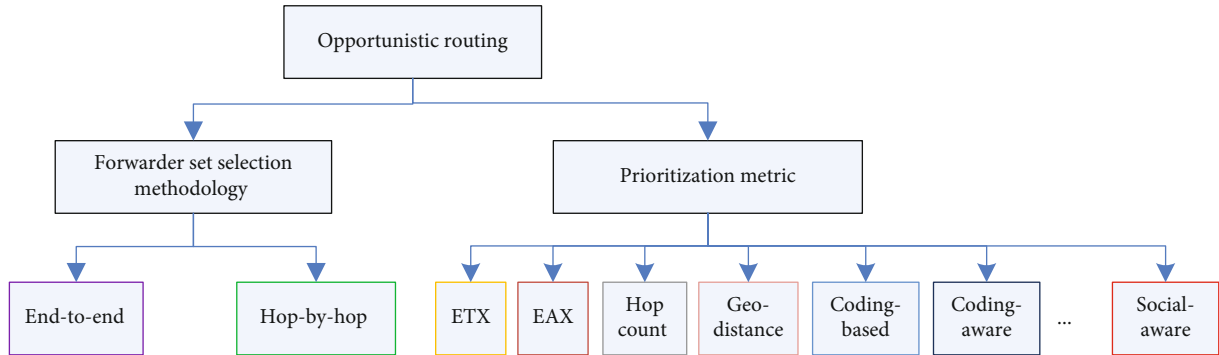 Opportunistic routing
Forwarder set selection
methodology
Prioritization metric
End-to-end
Hop-by-hop
ETX
EAX
Hop
count
Geo-
distance
Coding-
based
Coding-
aware
...
Social-
aware